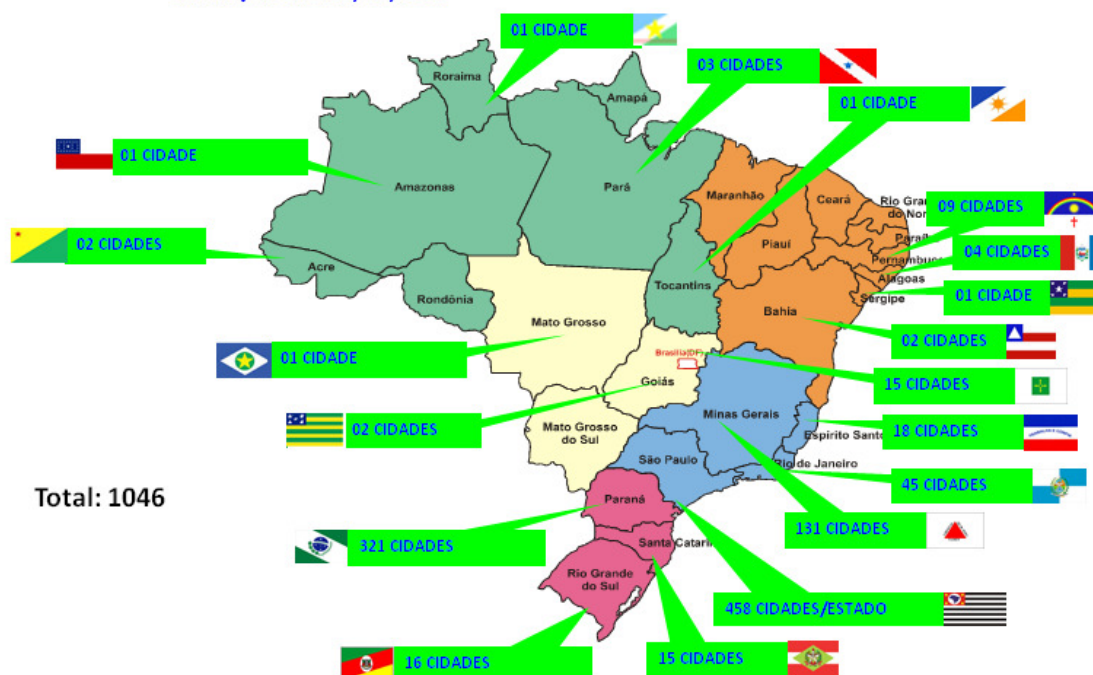 01 CIDADE
03 CIDADES
01 CIDADE
Roraima
Amapá
01 CIDADE
Amazonas
Pará
Maranhão
Ceará
09 CIDADES
Piauí
Pernambuco
04 CIDADES
Alagoas
02 CIDADES
Acre
Rondônia
Tocantins
Sergipe
01 CIDADE
Bahia
Mato Grosso
02 CIDADES
01 CIDADE
Brasília(DF)
Goiás
15 CIDADES
02 CIDADES
Mato Grosso
do Sul
Minas Gerais
18 CIDADES
Espirito Santo
São Paulo
Rio de Janeiro
45 CIDADES
Total: 1046
Paraná
131 CIDADES
321 CIDADES
Rio Grande
do Sul
458 CIDADES/ESTADO
16 CIDADES
15 CIDADES